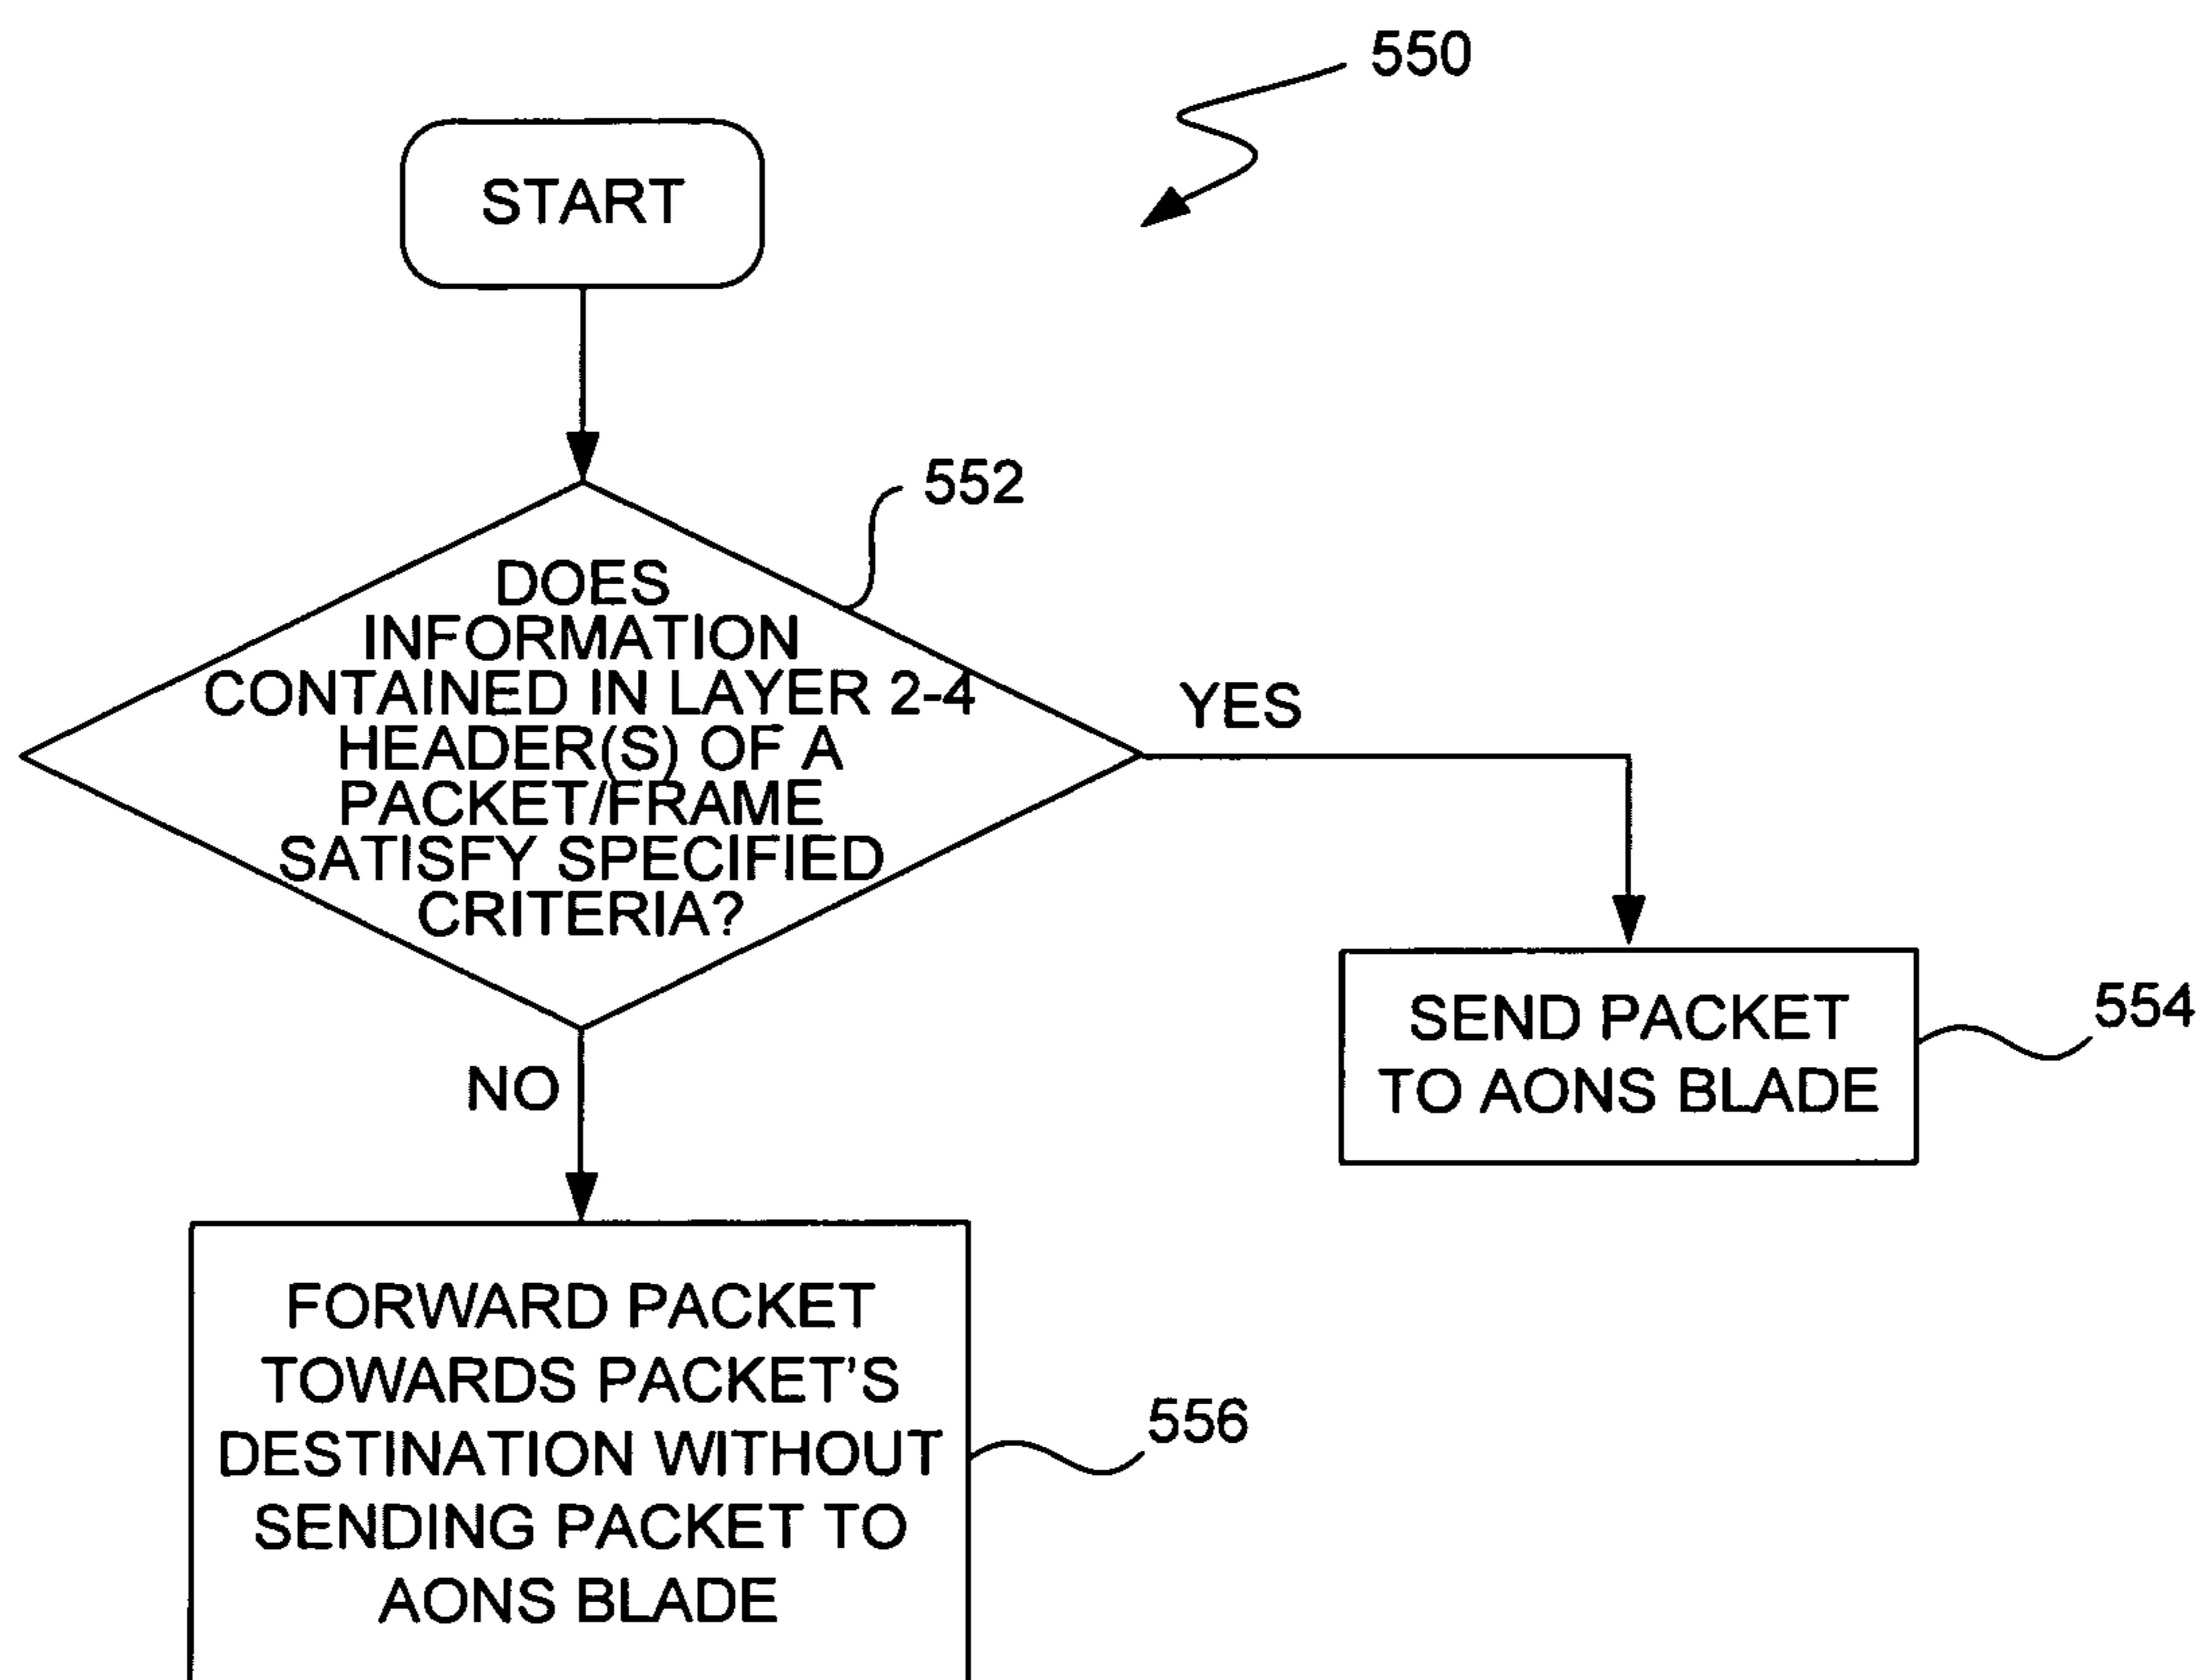 550
START
552
DOES
INFORMATION
CONTAINED IN LAYER 2-4
HEADER(S) OF A
PACKET/FRAME
SATISFY SPECIFIED
CRITERIA?
YES
SEND PACKET
TO AONS BLADE
554
NO
FORWARD PACKET
TOWARDS PACKET'S
DESTINATION WITHOUT
SENDING PACKET TO
AONS BLADE
556